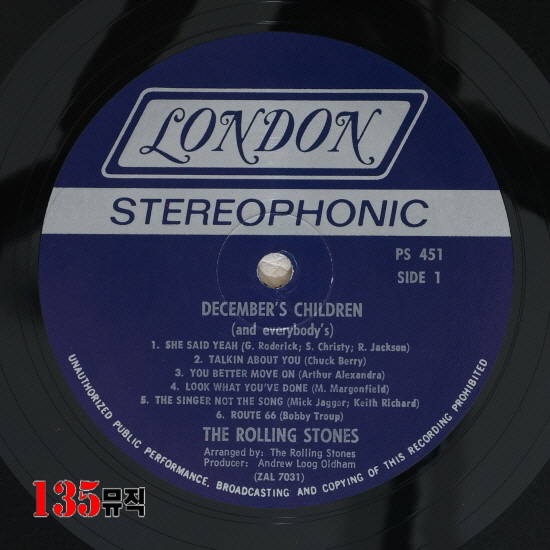 LONDON
STEREOPHONIC
PS 451
SIDE 1
DECEMBER'S CHILDREN
(and everybody's)
1. SHE SAID YEAH (G. Roderick; S. Christy; R. Jackson)
2. TALKIN ABOUT YOU (Chuck Berry)
3. YOU BETTER MOVE ON (Arthur Alexandra)
4. LOOK WHAT YOU'VE DONE (M. Margonfield)
5. THE SINGER NOT THE SONG (Mick Jagger; Keith Richard)
6. ROUTE 66 (Bobby Troup)
THE ROLLING STONES
Arranged by: The Rolling Stones
Producer: Andrew Loog Oldham
(ZAL 7031)
UNAUTHORIZED PUBLIC PERFORMANCE, BROADCASTING AND COPYING OF THIS RECORDING PROHIBITED
135뮤직